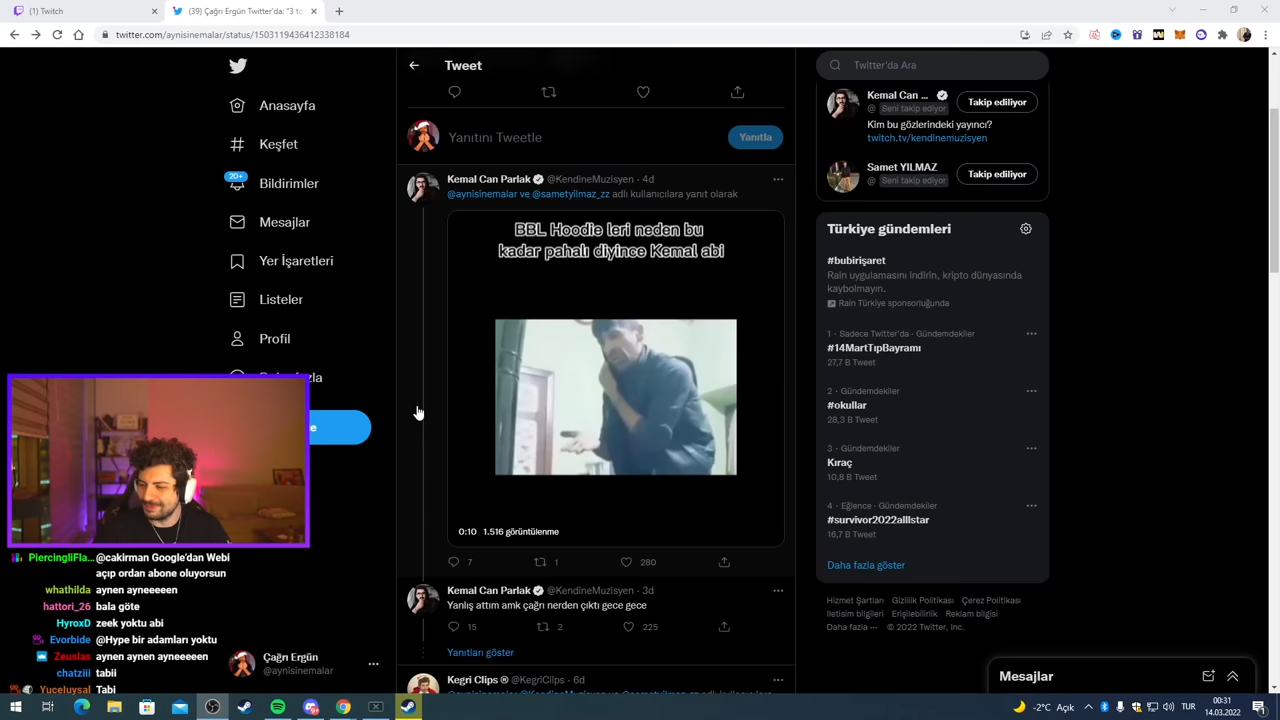 (1) Twitch
(39) Çağrı Ergün Twitter'da: "3 to
twitter.com/aynisinemalar/status/1503119436412338184
Tweet
Twitter'da Ara
Anasayfa
Keşfet
20+
Bildirimler
Mesajlar
Yer İşaretleri
Listeler
Profil
Yanıtını Tweetle
Yanıtla
Kemal Can Parlak @KendineMuzisyen · 4d
@aynisinemalar ve @sametyilmaz_zz adlı kullanıcılara yanıt olarak
BBL Hoodie leri neden bu
kadar pahalı diyince Kemal abi
0:10 1.516 görüntülenme
7 1 280
Kemal Can Parlak @KendineMuzisyen · 3d
Yanlış attım amk çağrı nerden çıktı gece gece
15 2 225
Yanıtları göster
Kegri Clips ® @KegriClips · 6d
Kemal Can ...
@ Seni takip ediyor
Takip ediliyor
Kim bu gözlerindeki yayıncı?
twitch.tv/kendinemuzisyen
Samet YILMAZ
@ Seni takip ediyor
Takip ediliyor
Türkiye gündemleri
#bubirişaret
Rain uygulamasını indirin, kripto dünyasında
kaybolmayın.
Rain Türkiye sponsorluğunda
1 · Sadece Twitter'da · Gündemdekiler
#14MartTıpBayramı
27,7 B Tweet
2 · Gündemdekiler
#okullar
28,3 B Tweet
3 · Gündemdekiler
Kıraç
10,8 B Tweet
4 · Eğlence · Gündemdekiler
#survivor2022allstar
16,7 B Tweet
Daha fazla göster
Hizmet Şartları Gizlilik Politikası Çerez Politikası
Erişilebilirlik Reklam bilgisi
Daha fazla ··· © 2022 Twitter, Inc.
Mesajlar
PiercingliFla... @cakirman Google'dan Webi
açıp ordan abone oluyorsun
whathilda aynen ayneeeeen
hattori_26 bala göte
HyroxD zeek yoktu abi
Evorbide @Hype bir adamları yoktu
Zeuslas aynen aynen ayneeeeen
chatziii tabii
Yuceluysal Tabi
Çağrı Ergün
@aynisinemalar
-2°C Açık
TUR
00:31
14.03.2022